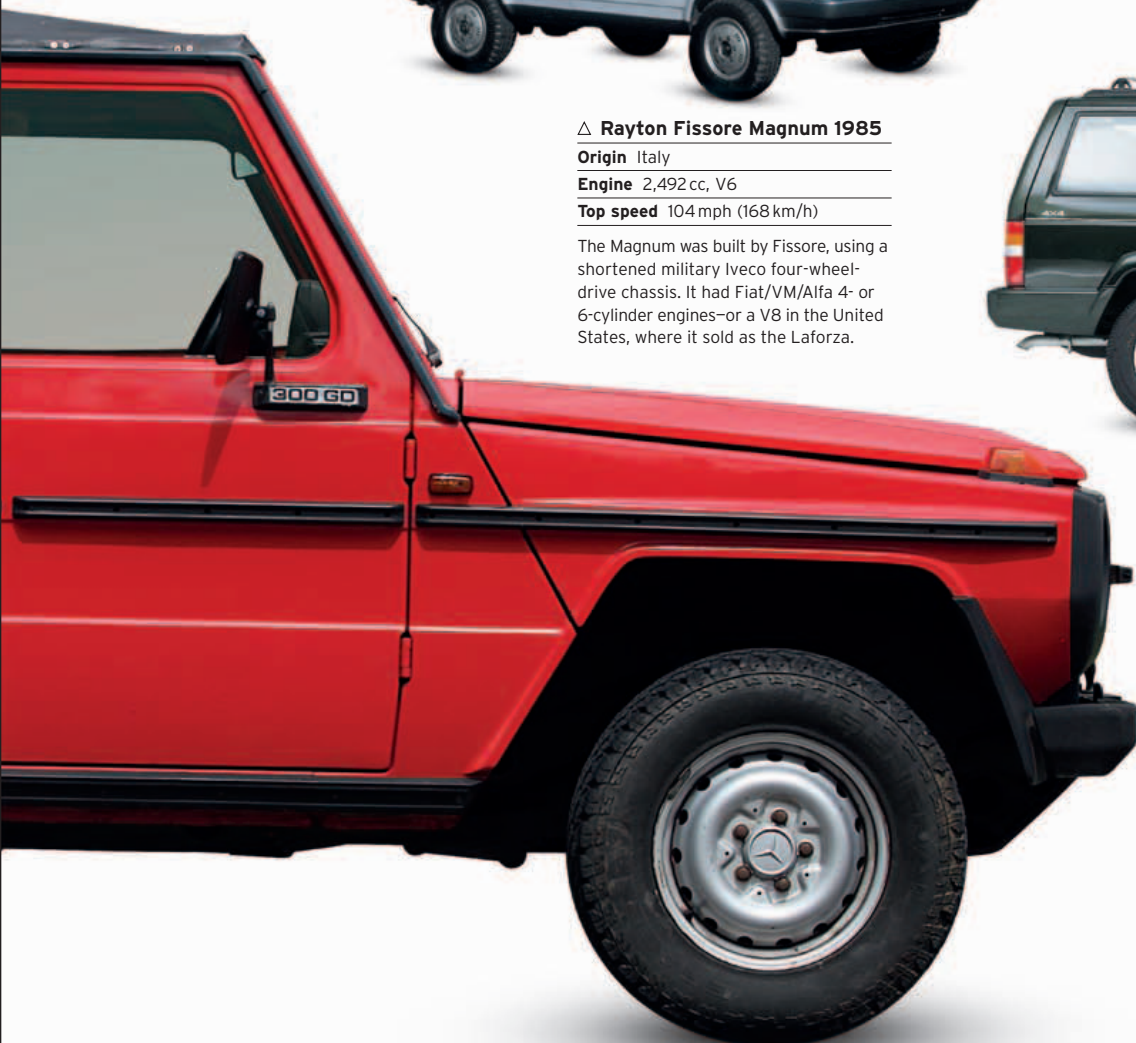 △ Rayton Fissore Magnum 1985
Origin Italy
Engine 2,492 cc, V6
Top speed 104 mph (168 km/h)
The Magnum was built by Fissore, using a
shortened military Iveco four-wheel-
drive chassis. It had Fiat/VM/Alfa 4- or
6-cylinder engines—or a V8 in the United
States, where it sold as the Laforza.
4X4
300 GD